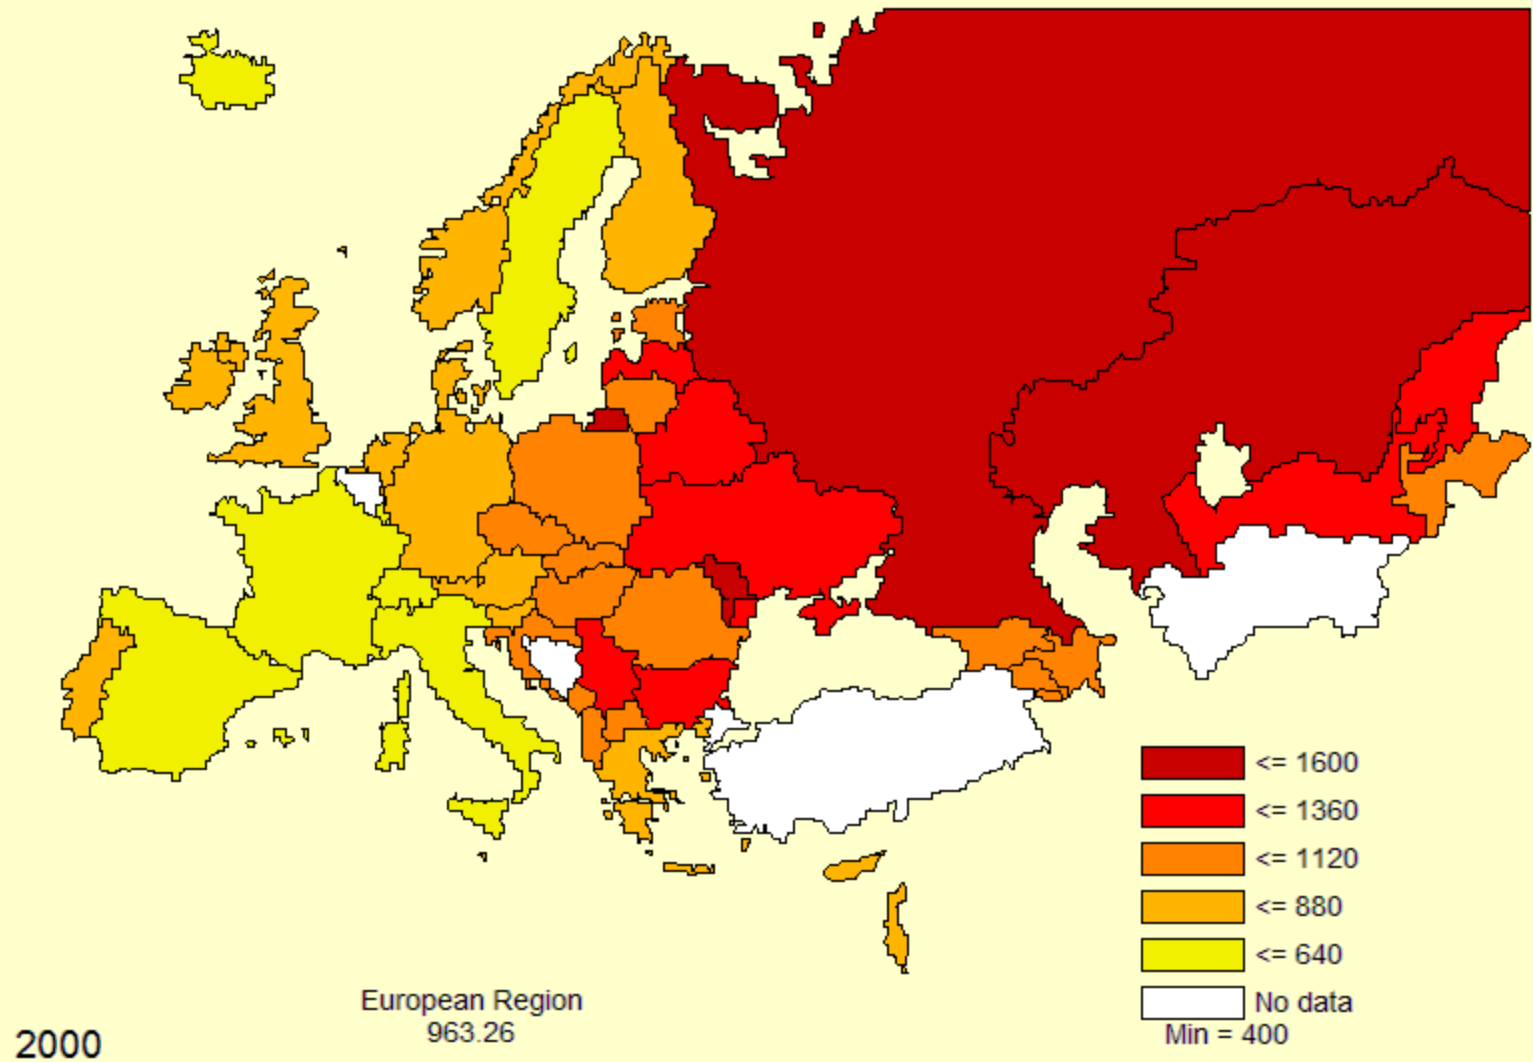 <= 1600
<= 1360
<= 1120
<= 880
<= 640
No data
Min = 400
European Region
963.26
2000